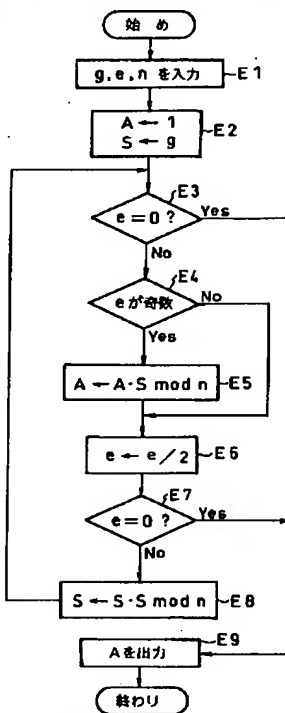 始め
g,e,n を入力
E1
A ← 1
S ← g
E2
E3
e = 0 ?
Yes
No
E4
e が奇数
No
Yes
A ← A・S mod n
E5
e ← e / 2
E6
E7
e = 0 ?
Yes
No
S ← S・S mod n
E8
E9
Aを出力
終わり